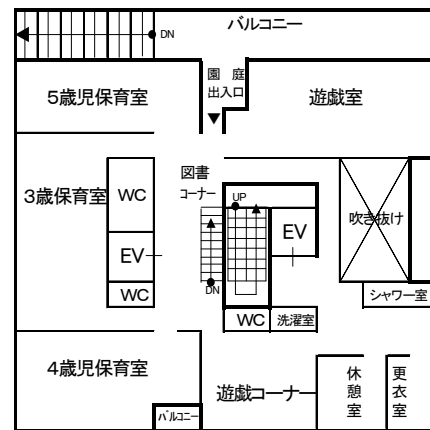 バルコニー
DN
5歳児保育室
園庭
出入口
遊戯室
3歳保育室
WC
図書
コーナー
UP
EV
吹き抜け
EV
WC
DN
シャワー室
WC
洗濯室
4歳児保育室
遊戯コーナー
休憩室
更衣室
バルコニー